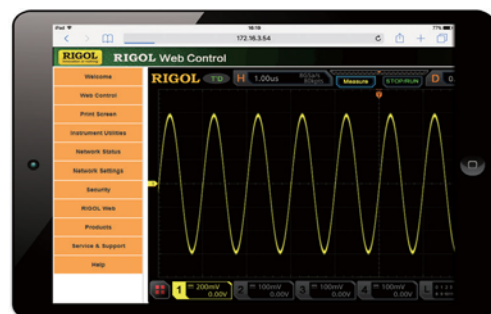 iPad
16:19
77%
172.16.3.54
RIGOL
RIGOL Web Control
Welcome
Web Control
Print Screen
Instrument Utilities
Network Status
Network Settings
Security
RIGOL Web
Products
Service & Support
Help
RIGOL T'D H 1.00us Measure STOP/RUN D 0.
1 200mV 0.00V
2 100mV 0.00V
3 100mV 0.00V
4 100mV 0.00V
L